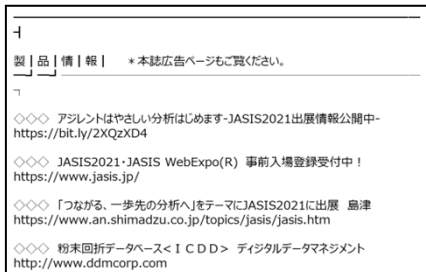 製┃品┃情┃報┃　＊本誌広告ページもご覧ください。
◇◇◇　アジレントはやさしい分析はじめます-JASIS2021出展情報公開中-
https://bit.ly/2XQzXD4
◇◇◇　JASIS2021・JASIS WebExpo(R)　事前入場登録受付中！
https://www.jasis.jp/
◇◇◇　「つながる、一歩先の分析へ」をテーマにJASIS2021に出展　島津
https://www.an.shimadzu.co.jp/topics/jasis/jasis.htm
◇◇◇　粉末回折データベース＜ＩＣＤＤ＞　ディジタルデータマネジメント
http://www.ddmcorp.com